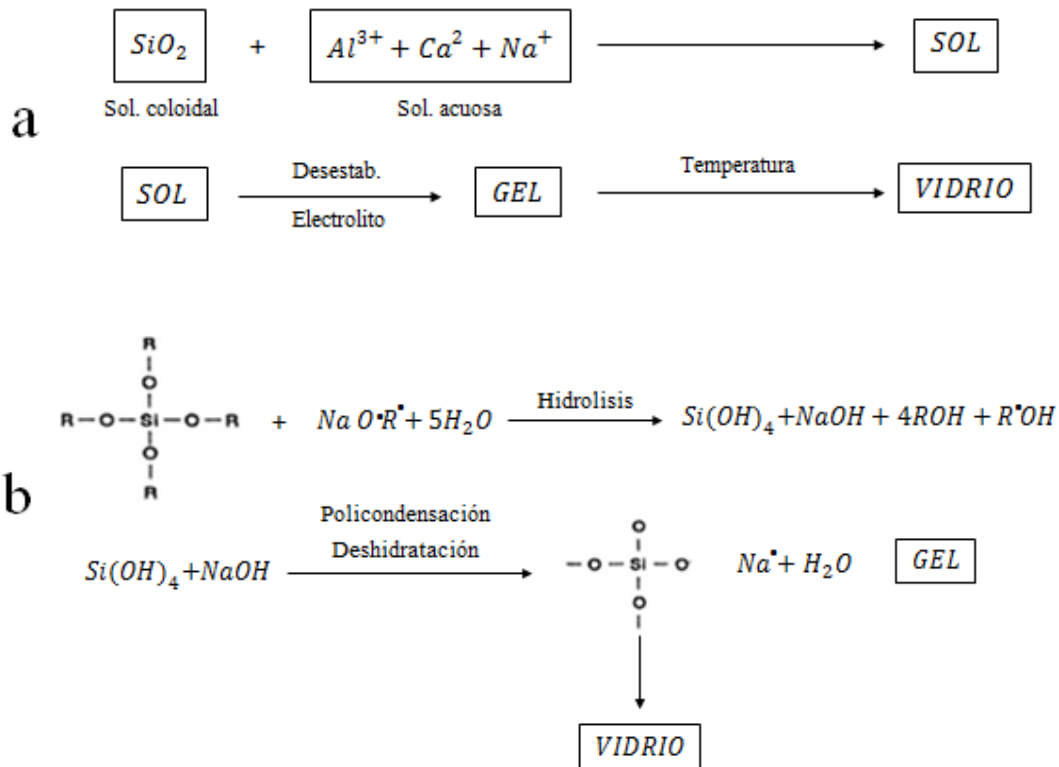 SiO₂ + Al³⁺ + Ca² + Na⁺ SOL
Sol. coloidal Sol. acuosa
a
SOL Desestab. Electrolito GEL Temperatura VIDRIO
R
O
R-O-Si-O-R + Na O•R• + 5H₂O Hidrolisis Si(OH)₄+NaOH + 4ROH + R•OH
O
R
b
Policondensación
Deshidratación
Si(OH)₄+NaOH
O
-O-Si-O Na• + H₂O GEL
O
VIDRIO